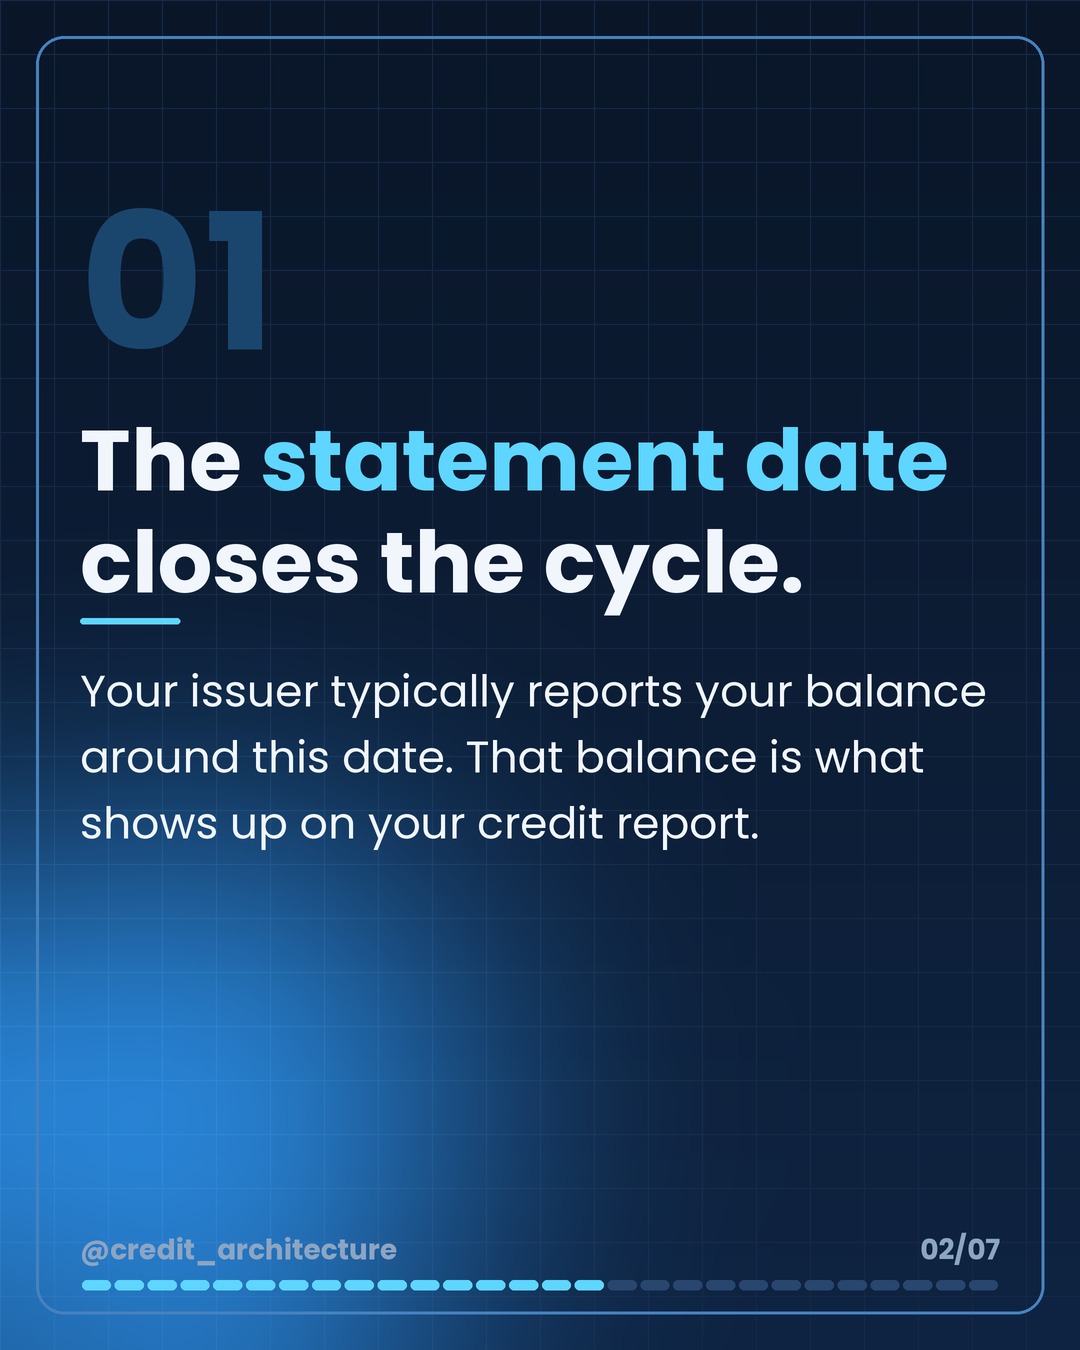 01
The statement date
closes the cycle.
Your issuer typically reports your balance
around this date. That balance is what
shows up on your credit report.
@credit_architecture
02/07